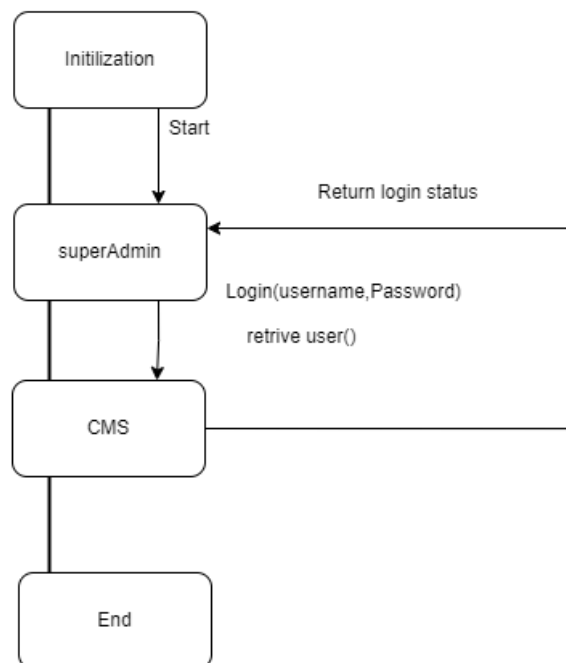 Initilization
Start
Return login status
superAdmin
Login(username,Password)
retrive user()
CMS
End